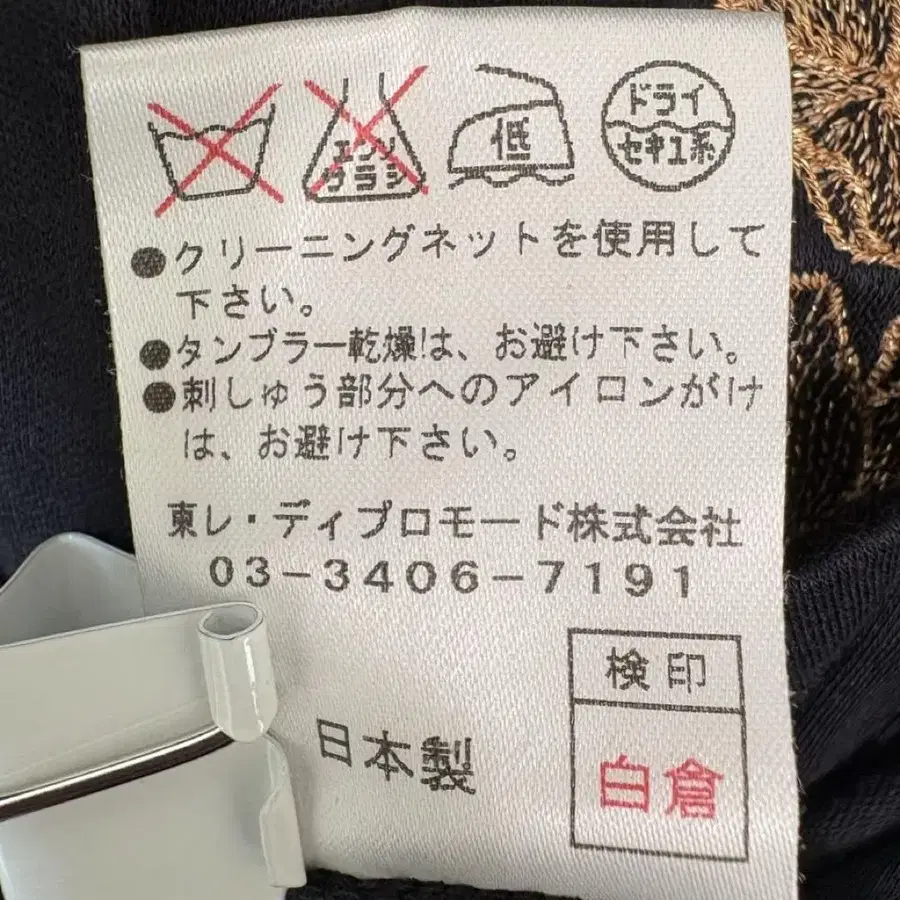 エンソ
サラシ
低
ドライ
セキユ系
●クリーニングネットを使用して
下さい。
●タンブラー乾燥は、お避け下さい。
●刺しゅう部分へのアイロンがけ
は、お避け下さい。
東レ・ディプロモード株式会社
03-3406-7191
検印
日本製
白倉